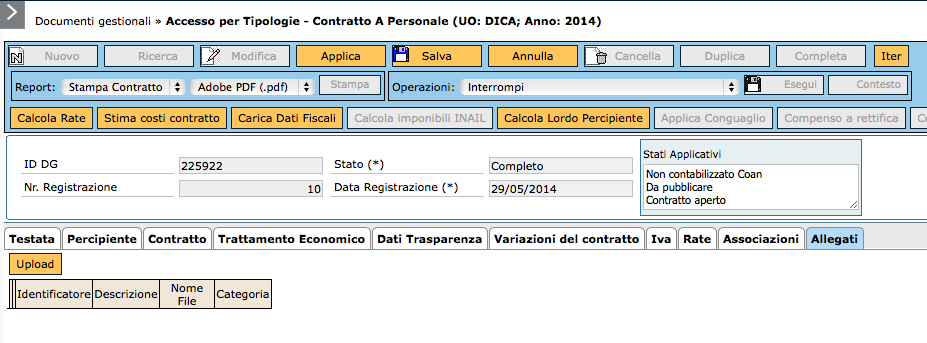 Documenti gestionali » Accesso per Tipologie - Contratto A Personale (UO: DICA; Anno: 2014)
Nuovo Ricerca Modifica Applica Salva Annulla Cancella Duplica Completa Iter
Report: Stampa Contratto Adobe PDF (.pdf) Stampa Operazioni: Interrompi Esegui Contesto
Calcola Rate Stima costi contratto Carica Dati Fiscali Calcola imponibili INAIL Calcola Lordo Percipiente Applica Conguaglio Compenso a rettifica
ID DG 225922 Stato (*) Completo Stati Applicativi
Nr. Registrazione 10 Data Registrazione (*) 29/05/2014
Non contabilizzato Coan
Da pubblicare
Contratto aperto
Testata Percipiente Contratto Trattamento Economico Dati Trasparenza Variazioni del contratto Iva Rate Associazioni Allegati
Upload
Identificatore Descrizione Nome File Categoria